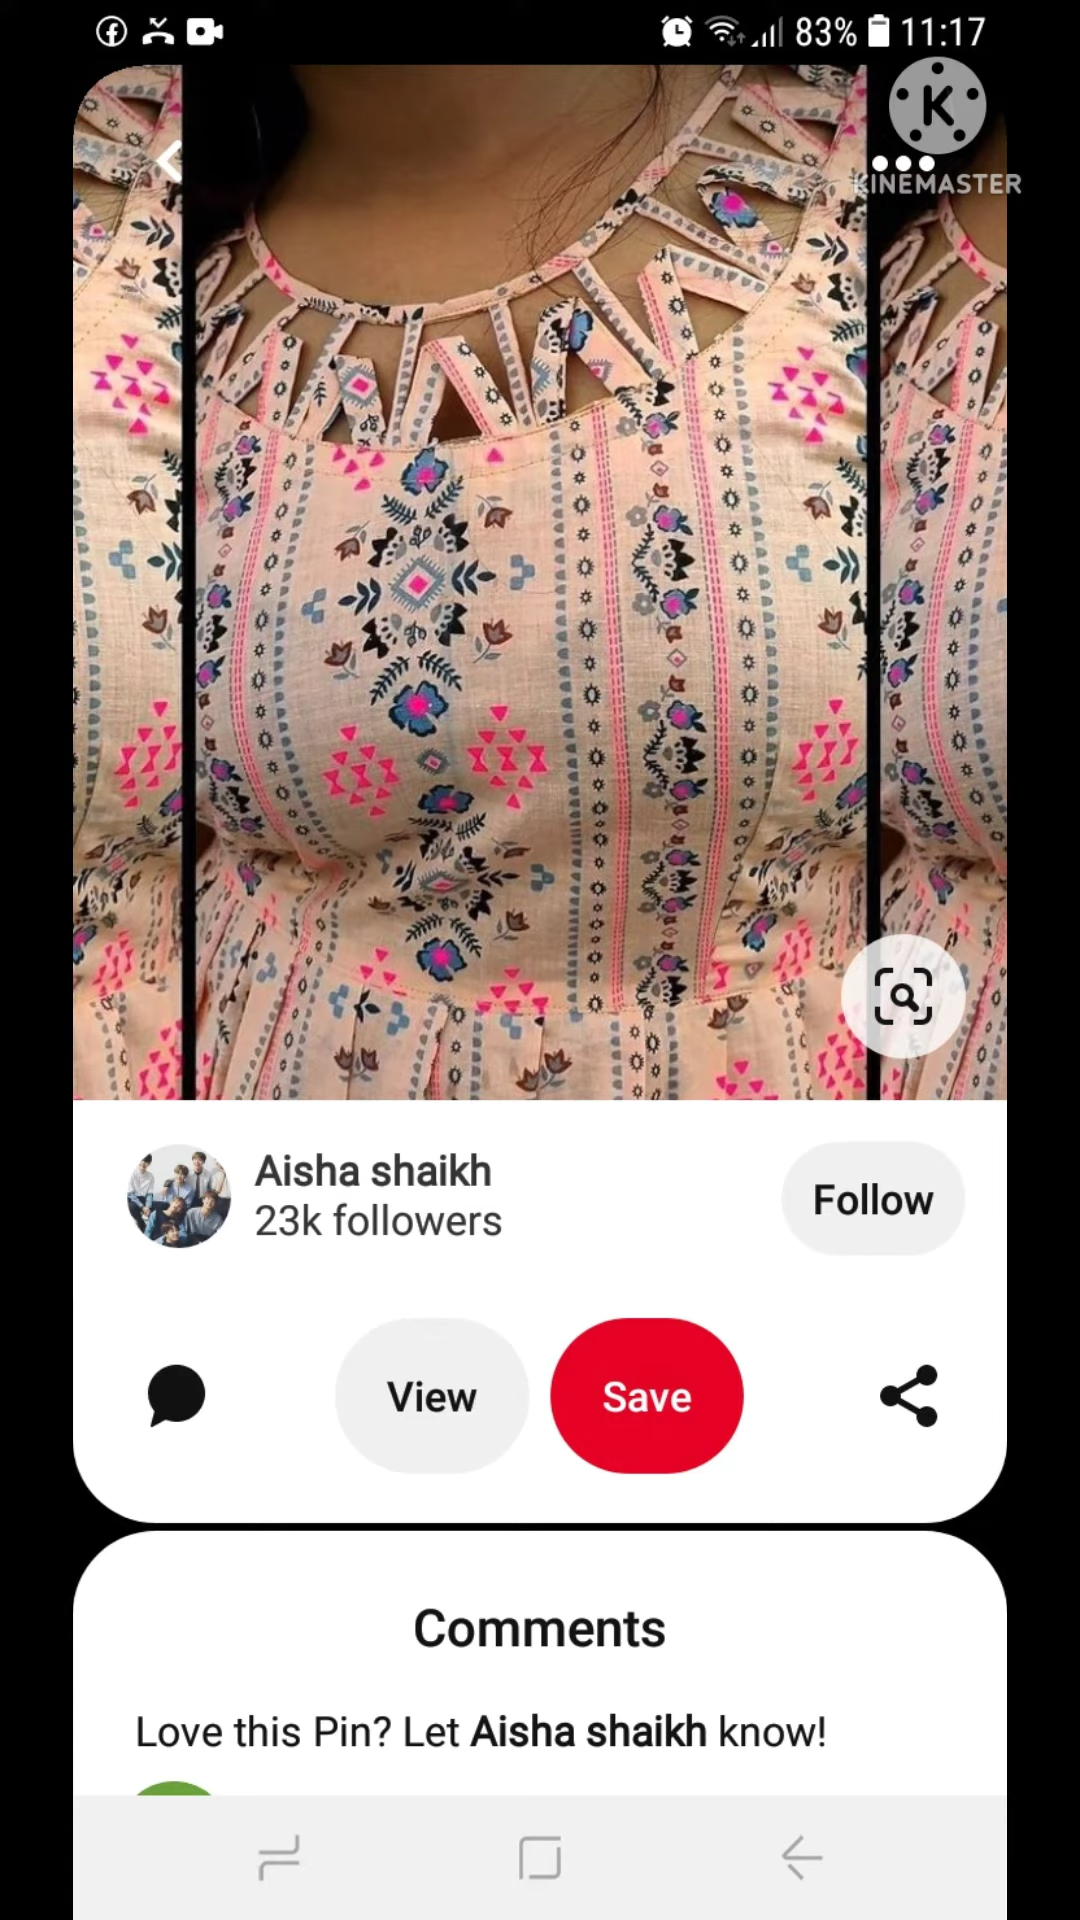 83% 11:17
K
KINEMASTER
Aisha shaikh
23k followers
Follow
View
Save
Comments
Love this Pin? Let Aisha shaikh know!